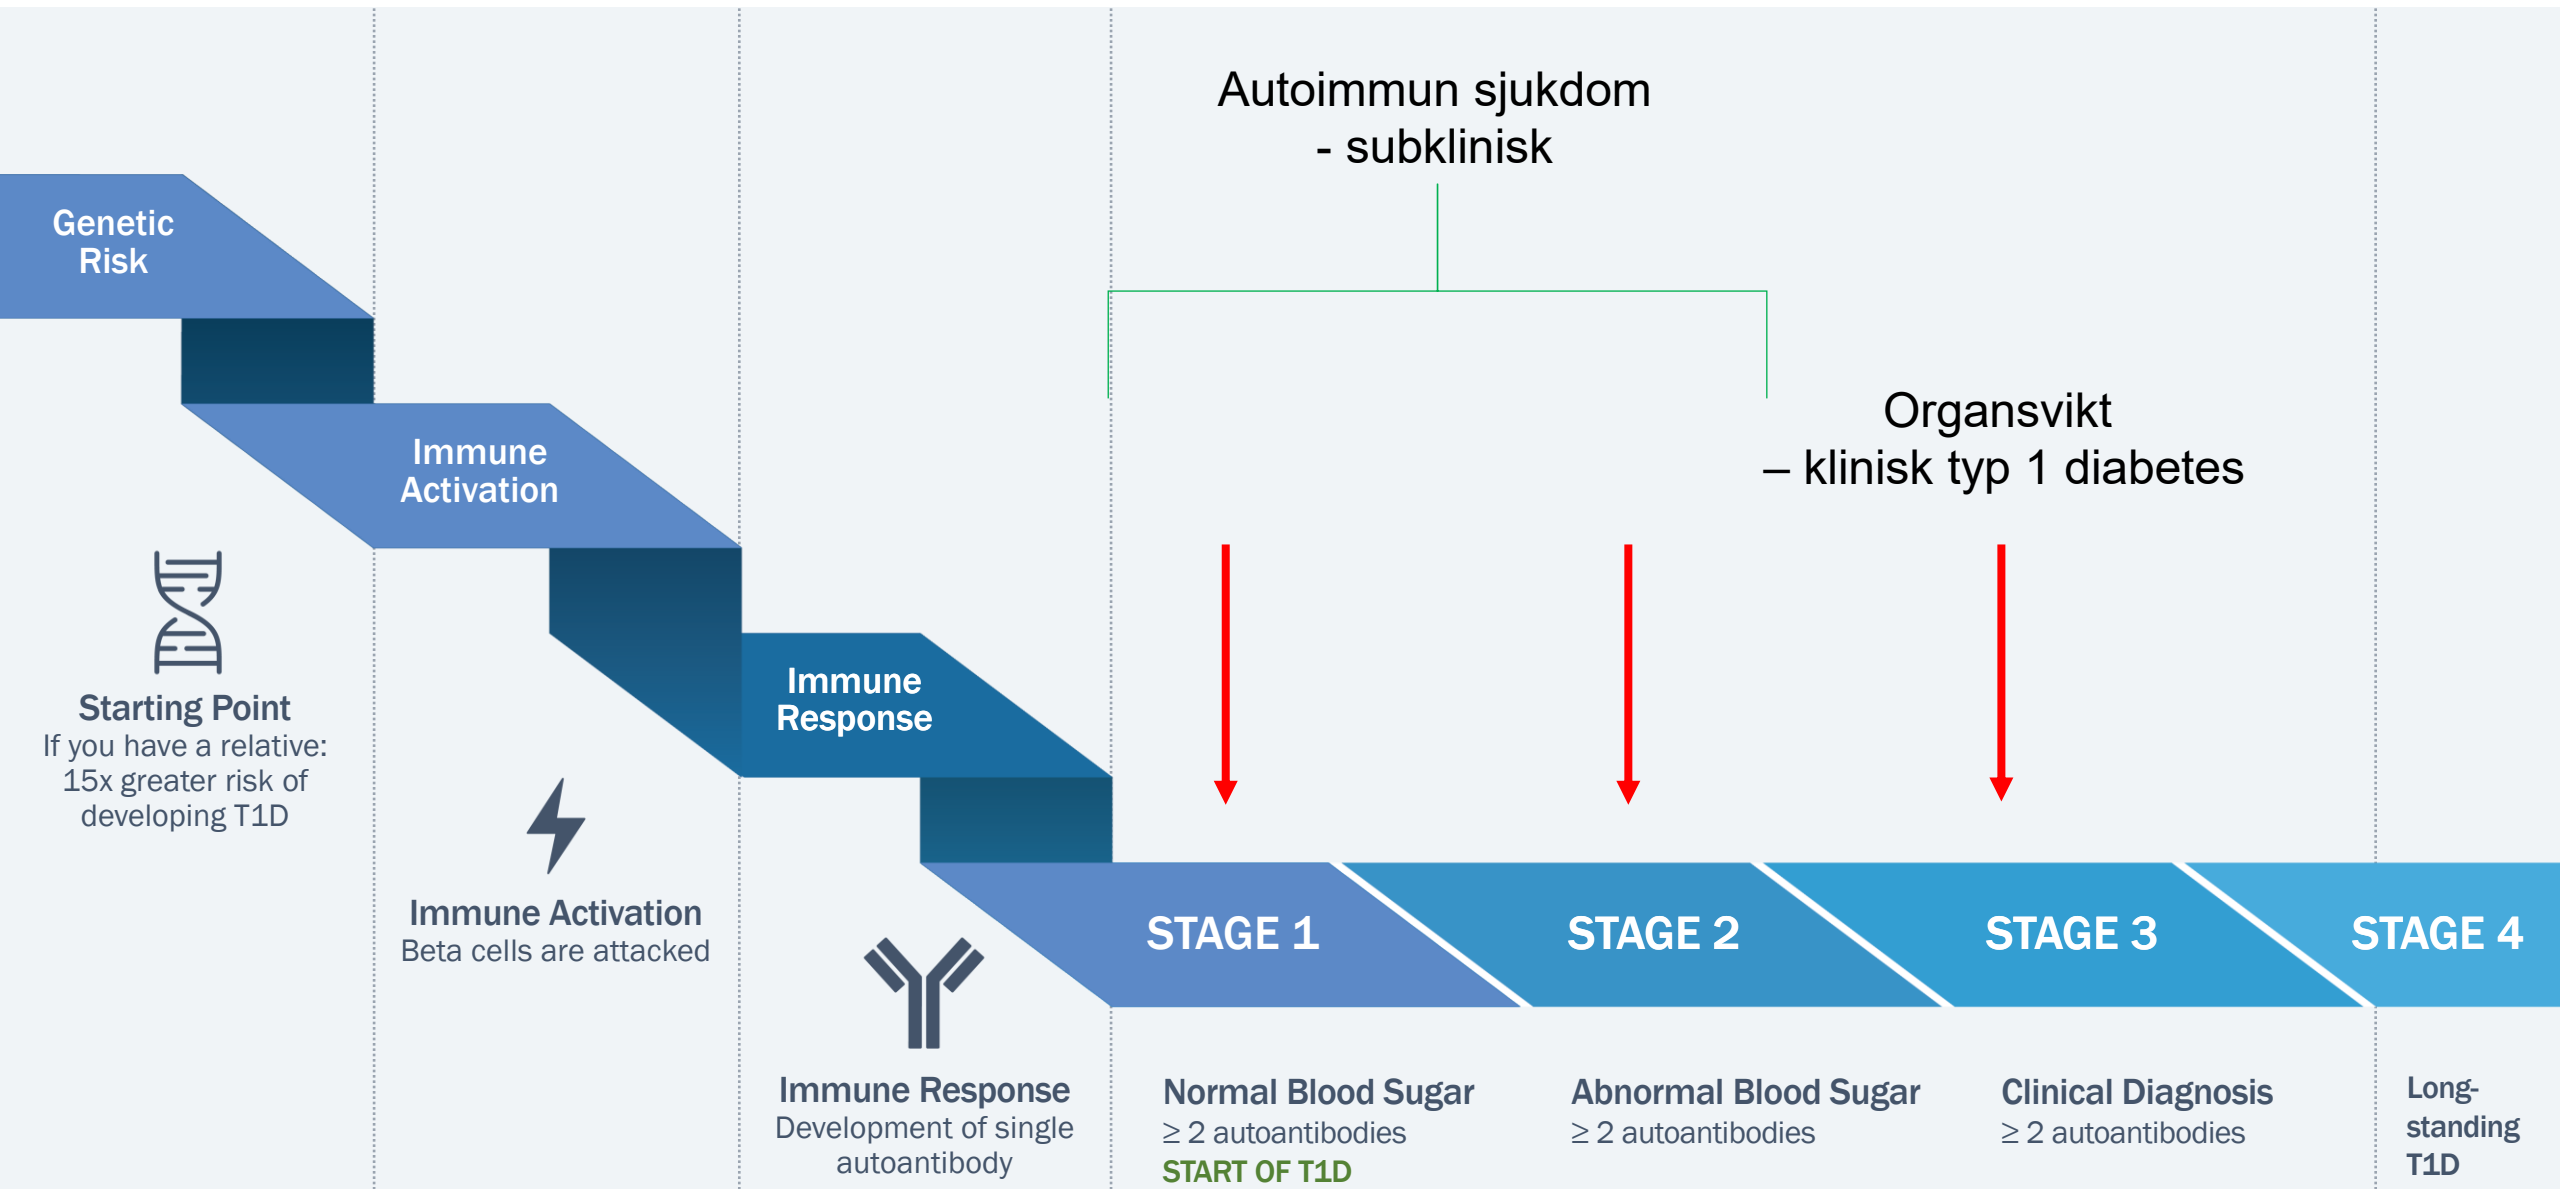 Autoimmun sjukdom
- subklinisk
Genetic
Risk
Organsvikt
– klinisk typ 1 diabetes
Immune
Activation
Immune
Response
Starting Point
If you have a relative:
15x greater risk of
developing T1D
Immune Activation
Beta cells are attacked
STAGE 1
STAGE 2
STAGE 3
STAGE 4
Immune Response
Development of single
autoantibody
Normal Blood Sugar
≥ 2 autoantibodies
START OF T1D
Abnormal Blood Sugar
≥ 2 autoantibodies
Clinical Diagnosis
≥ 2 autoantibodies
Long-
standing
T1D